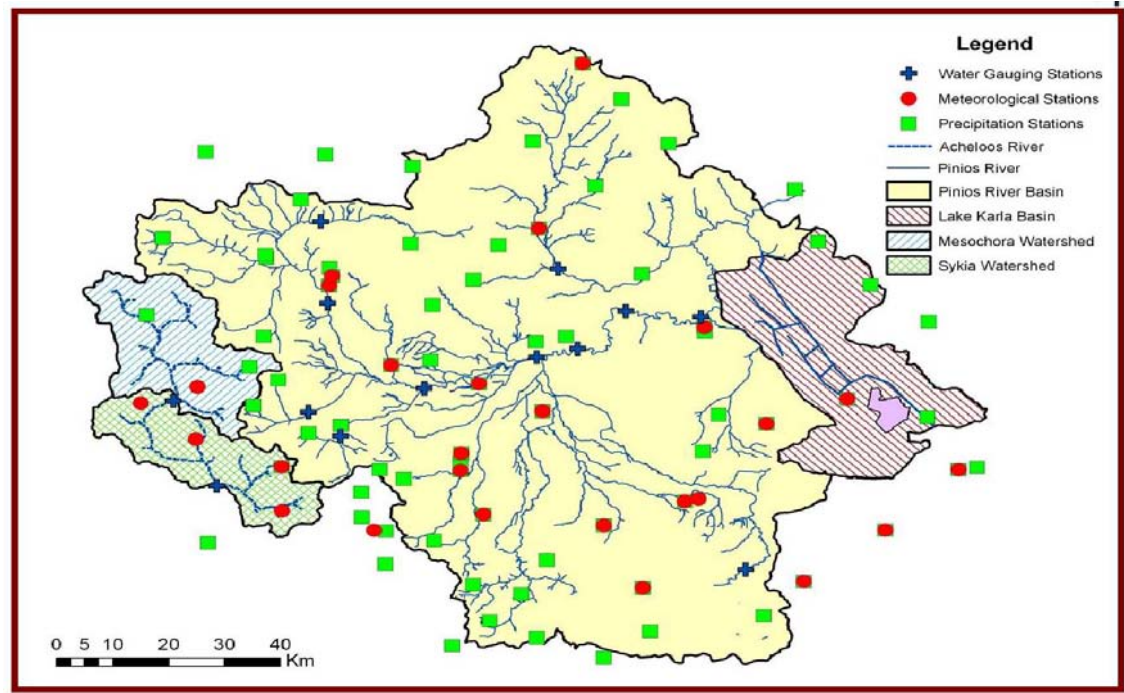 Legend
Water Gauging Stations
Meteorological Stations
Precipitation Stations
Acheloos River
Pinios River
Pinios River Basin
Lake Karla Basin
Mesochora Watershed
Sykia Watershed
0 5 10 20 30 40
Km